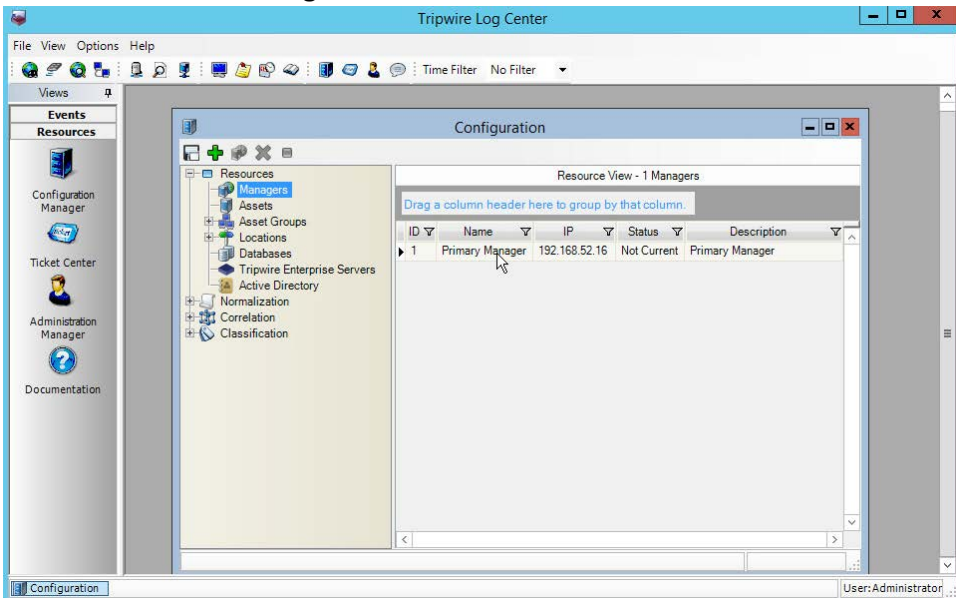 Tripwire Log Center
File View Options Help
Time Filter No Filter
Views
Events
Resources
Configuration
Manager
Ticket Center
Administration
Manager
Documentation
Configuration
Resources
Managers
Assets
Asset Groups
Locations
Databases
Tripwire Enterprise Servers
Active Directory
Normalization
Correlation
Classification
Resource View - 1 Managers
Drag a column header here to group by that column.
ID Name IP Status Description
1 Primary Manager 192.168.52.16 Not Current Primary Manager
Configuration
User:Administrator